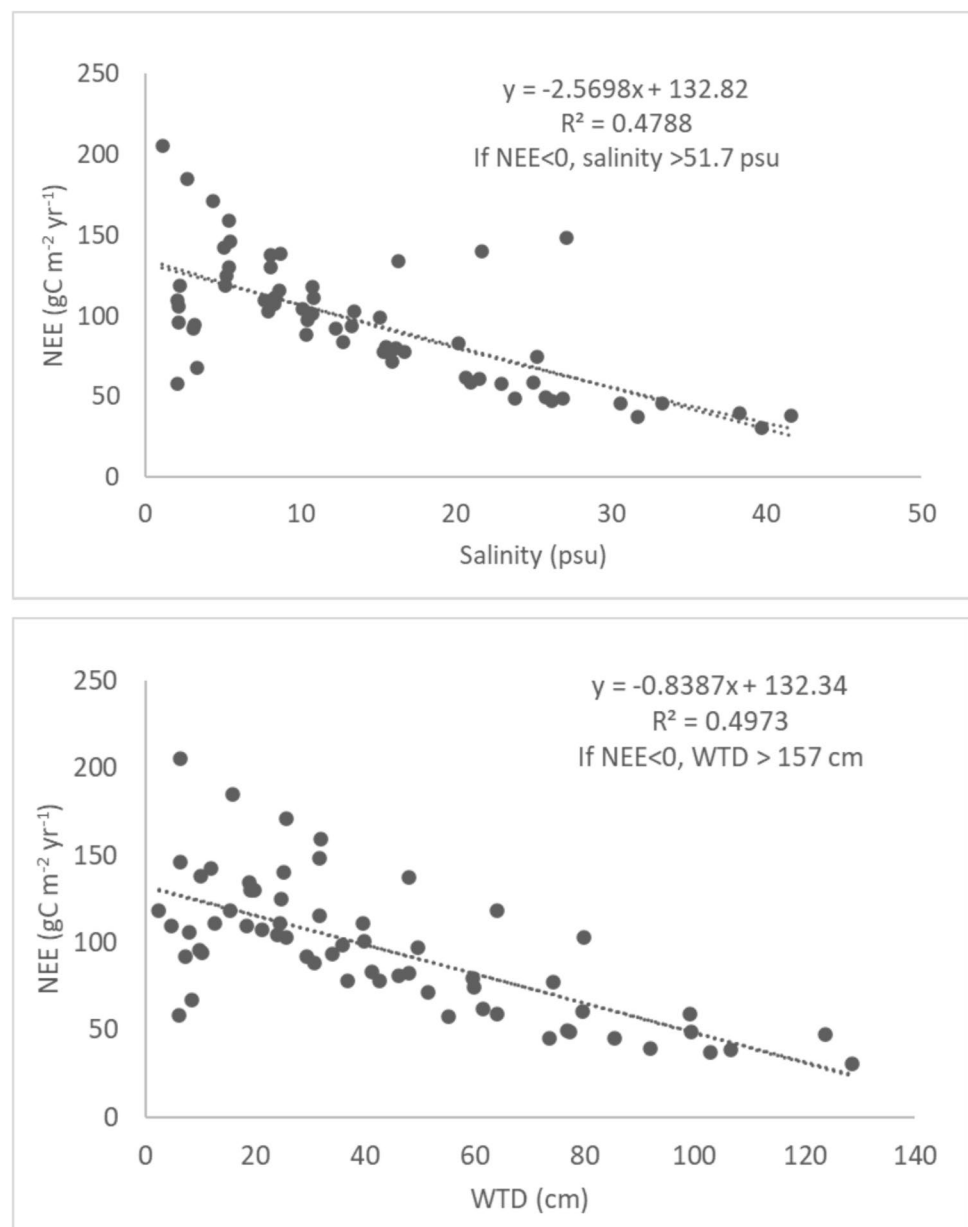 250
y = -2.5698x + 132.82
R² = 0.4788
If NEE<0, salinity >51.7 psu
200
150
100
50
0
NEE (gC m⁻² yr⁻¹)
0 10 20 30 40 50
Salinity (psu)
250
y = -0.8387x + 132.34
R² = 0.4973
If NEE<0, WTD > 157 cm
200
150
100
50
0
NEE (gC m⁻² yr⁻¹)
0 20 40 60 80 100 120 140
WTD (cm)